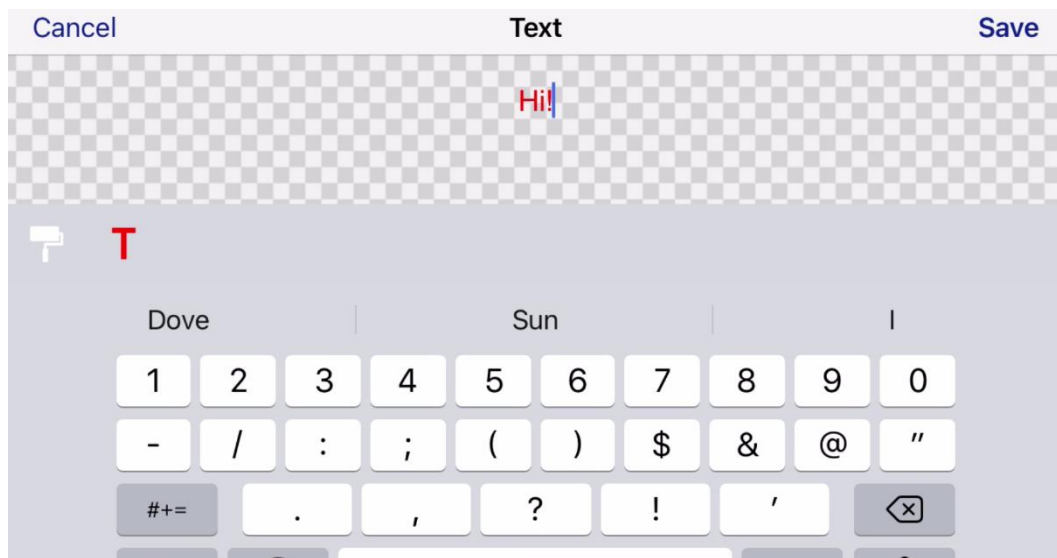 Cancel Text Save
Hi!
T
Dove Sun I
1 2 3 4 5 6 7 8 9 0
- / : ; ( ) $ & @ "
#+= . , ? ! '